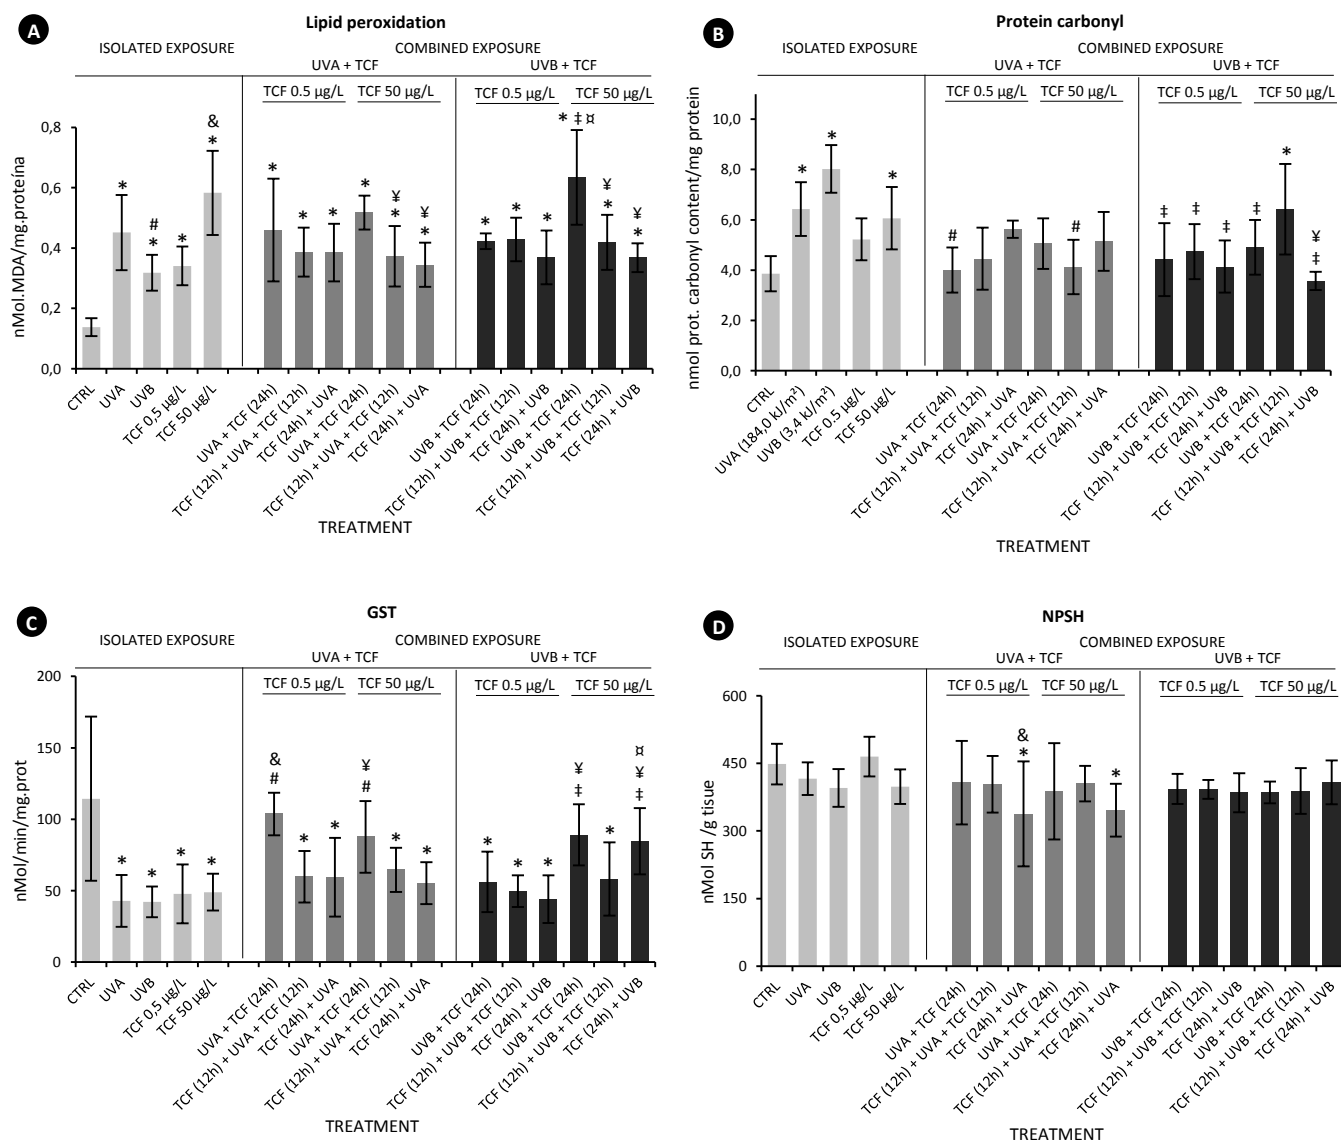 A
Lipid peroxidation
ISOLATED EXPOSURE
COMBINED EXPOSURE
UVA + TCF
UVB + TCF
TCF 0.5 µg/L
TCF 50 µg/L
TCF 0.5 µg/L
TCF 50 µg/L
nMol.MDA/mg.proteína
0,8
0,6
0,4
0,2
0,0
*
#
*
*
&
*
*
*
*
*
¥
*
¥
*
*
*
*
* ‡ ¤
¥
*
¥
*
CTRL
UVA
UVB
TCF 0,5 µg/L
TCF 50 µg/L
UVA + TCF (24h)
TCF (12h) + UVA + TCF (12h)
TCF (24h) + UVA
UVA + TCF (24h)
TCF (12h) + UVA + TCF (12h)
TCF (24h) + UVA
UVB + TCF (24h)
TCF (12h) + UVB + TCF (12h)
TCF (24h) + UVB
UVB + TCF (24h)
TCF (12h) + UVB + TCF (12h)
TCF (24h) + UVB
TREATMENT
B
Protein carbonyl
ISOLATED EXPOSURE
COMBINED EXPOSURE
UVA + TCF
UVB + TCF
TCF 0.5 µg/L
TCF 50 µg/L
TCF 0.5 µg/L
TCF 50 µg/L
nmol prot. carbonyl content/mg protein
10,0
8,0
6,0
4,0
2,0
0,0
*
*
*
#
#
‡
‡
‡
‡
*
¥
‡
CTRL
UVA (184,0 kJ/m²)
UVB (3,4 kJ/m²)
TCF 0,5 µg/L
TCF 50 µg/L
UVA + TCF (24h)
TCF (12h) + UVA + TCF (12h)
TCF (24h) + UVA
UVA + TCF (24h)
TCF (12h) + UVA + TCF (12h)
TCF (24h) + UVA
UVB + TCF (24h)
TCF (12h) + UVB + TCF (12h)
TCF (24h) + UVB
UVB + TCF (24h)
TCF (12h) + UVB + TCF (12h)
TCF (24h) + UVB
TREATMENT
C
GST
ISOLATED EXPOSURE
COMBINED EXPOSURE
UVA + TCF
UVB + TCF
TCF 0.5 µg/L
TCF 50 µg/L
TCF 0.5 µg/L
TCF 50 µg/L
nMol/min/mg.prot
200
150
100
50
0
*
*
*
*
&
#
*
*
¥
#
*
*
*
*
*
¥
‡
*
¤
¥
‡
CTRL
UVA
UVB
TCF 0,5 µg/L
TCF 50 µg/L
UVA + TCF (24h)
TCF (12h) + UVA + TCF (12h)
TCF (24h) + UVA
UVA + TCF (24h)
TCF (12h) + UVA + TCF (12h)
TCF (24h) + UVA
UVB + TCF (24h)
TCF (12h) + UVB + TCF (12h)
TCF (24h) + UVB
UVB + TCF (24h)
TCF (12h) + UVB + TCF (12h)
TCF (24h) + UVB
TREATMENT
D
NPSH
ISOLATED EXPOSURE
COMBINED EXPOSURE
UVA + TCF
UVB + TCF
TCF 0.5 µg/L
TCF 50 µg/L
TCF 0.5 µg/L
TCF 50 µg/L
nMol SH /g tisue
600
450
300
150
0
&
*
*
CTRL
UVA
UVB
TCF 0,5 µg/L
TCF 50 µg/L
UVA + TCF (24h)
TCF (12h) + UVA + TCF (12h)
TCF (24h) + UVA
UVA + TCF (24h)
TCF (12h) + UVA + TCF (12h)
TCF (24h) + UVA
UVB + TCF (24h)
TCF (12h) + UVB + TCF (12h)
TCF (24h) + UVB
UVB + TCF (24h)
TCF (12h) + UVB + TCF (12h)
TCF (24h) + UVB
TREATMENT